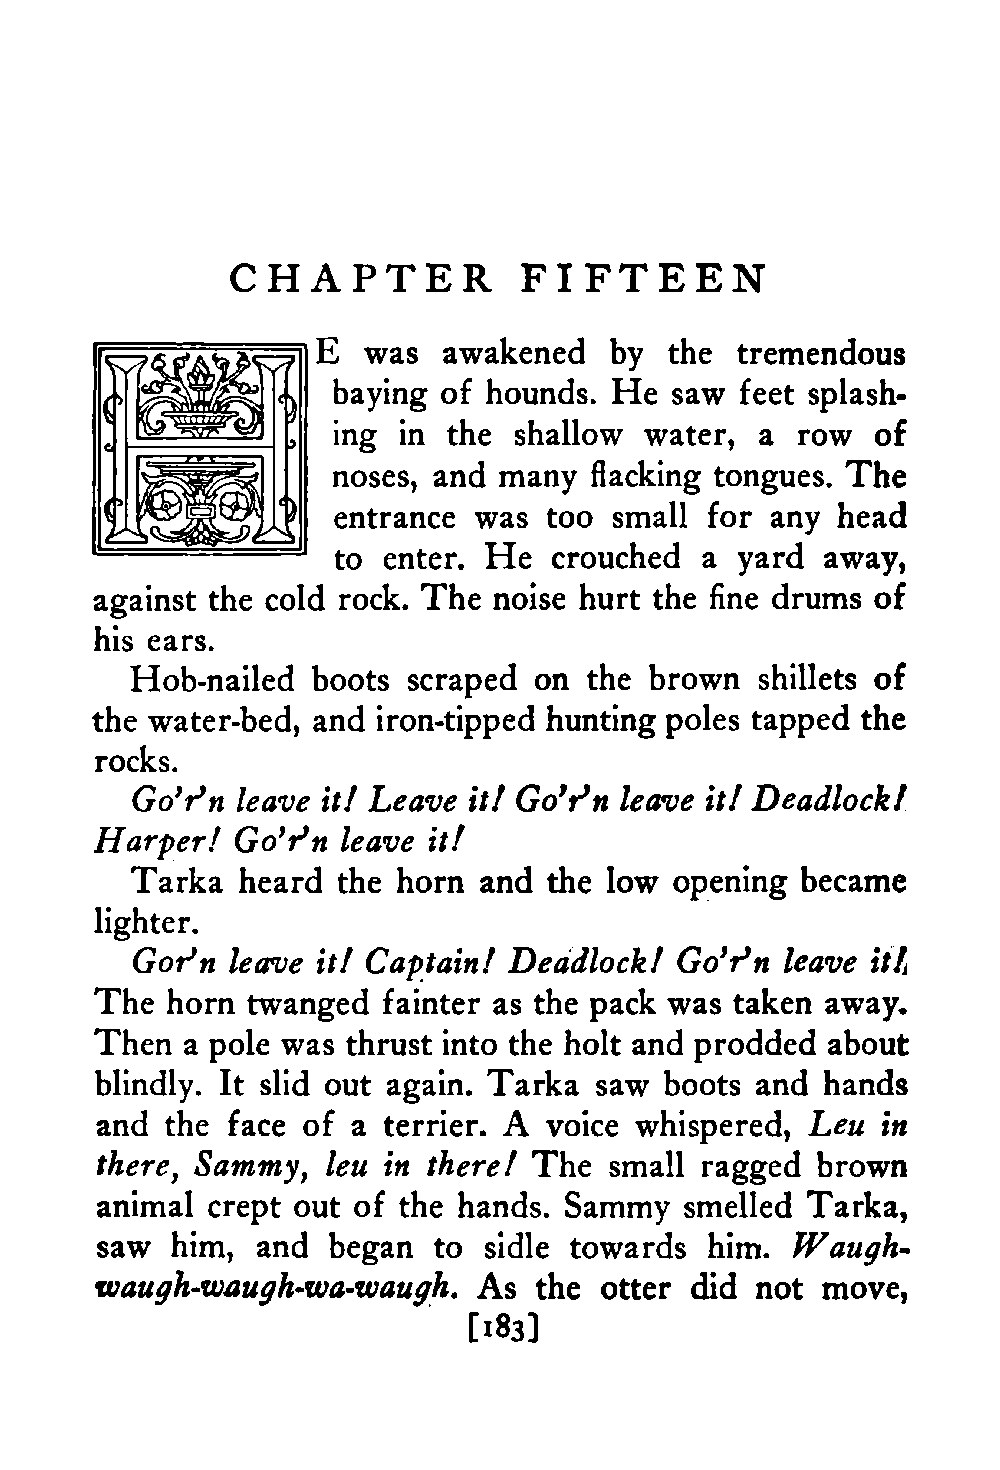 CHAPTER FIFTEEN
HE was awakened by the tremendous
baying of hounds. He saw feet splash-
ing in the shallow water, a row of
noses, and many flacking tongues. The
entrance was too small for any head
to enter. He crouched a yard away,
against the cold rock. The noise hurt the fine drums of
his ears.
Hob-nailed boots scraped on the brown shillets of
the water-bed, and iron-tipped hunting poles tapped the
rocks.
Go'r'n leave it! Leave it! Go'r'n leave it! Deadlock!
Harper! Go'r'n leave it!
Tarka heard the horn and the low opening became
lighter.
Gor'n leave it! Captain! Deadlock! Go'r'n leave it!
The horn twanged fainter as the pack was taken away.
Then a pole was thrust into the holt and prodded about
blindly. It slid out again. Tarka saw boots and hands
and the face of a terrier. A voice whispered, Leu in
there, Sammy, leu in there! The small ragged brown
animal crept out of the hands. Sammy smelled Tarka,
saw him, and began to sidle towards him. Waugh-
waugh-waugh-wa-waugh. As the otter did not move,
[183]